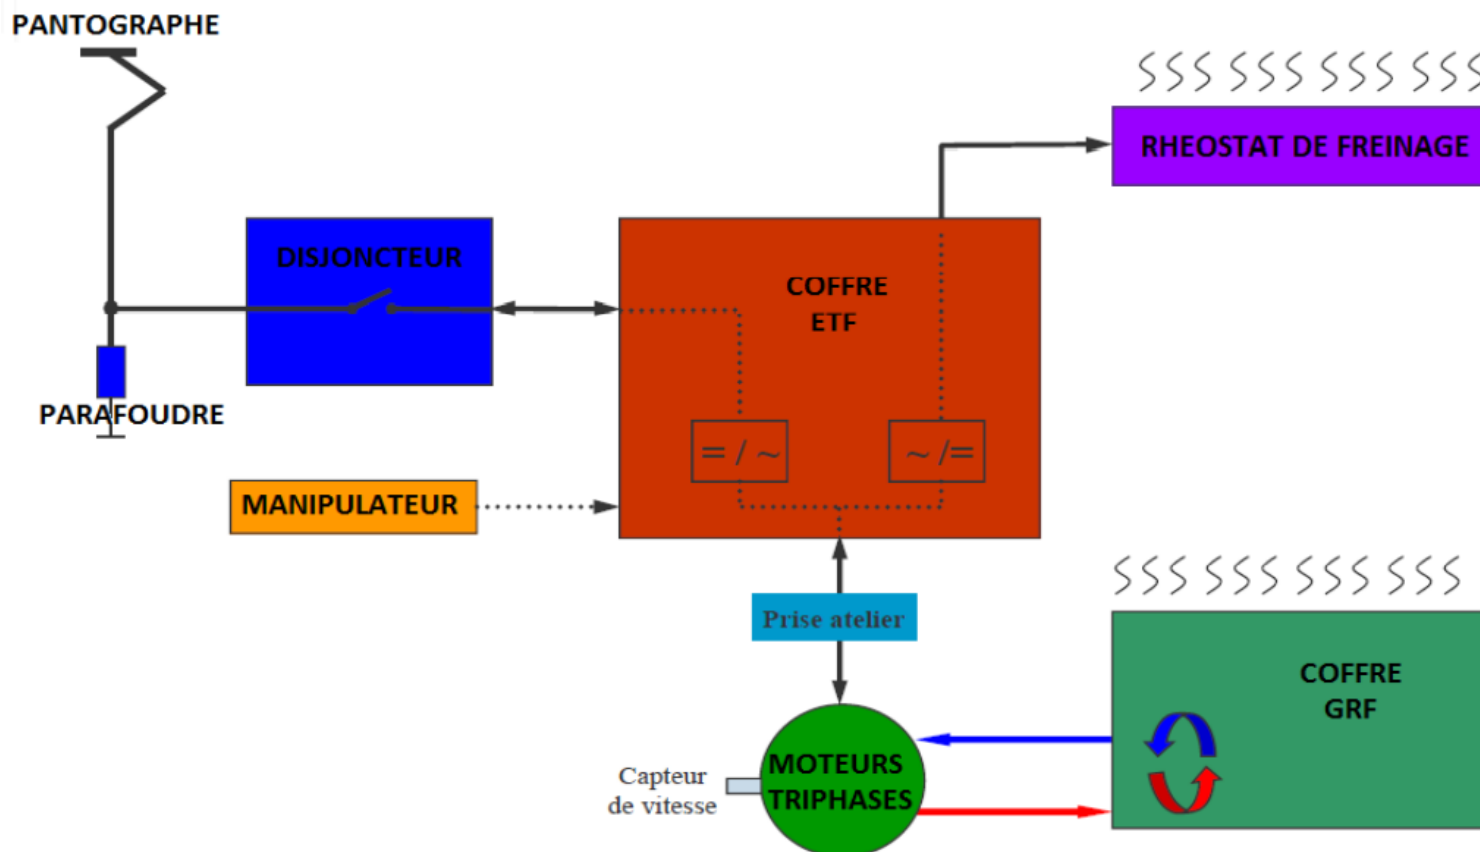 PANTOGRAPHE
RHEOSTAT DE FREINAGE
DISJONCTEUR
COFFRE
ETF
PARAFOUDRE
= / ~
~ /=
MANIPULATEUR
Prise atelier
COFFRE
GRF
MOTEURS
TRIPHASES
Capteur
de vitesse